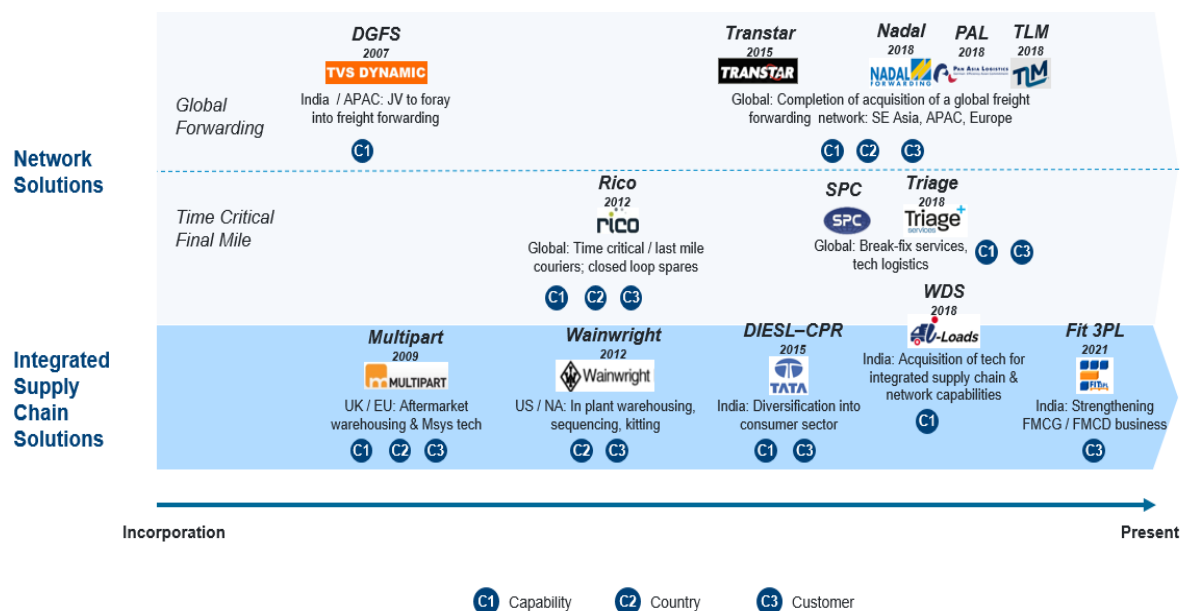 DGFS
2007
TVS DYNAMIC
India / APAC: JV to foray
into freight forwarding
C1
Transtar
2015
TRANSTAR
Nadal
2018
NADAL
FORWARDING
PAL
2018
PAN ASIA LOGISTICS
TLM
2018
TLM
Global: Completion of acquisition of a global freight
forwarding network: SE Asia, APAC, Europe
C1 C2 C3
Global
Forwarding
Network
Solutions
Time Critical
Final Mile
Rico
2012
rico
Global: Time critical / last mile
couriers; closed loop spares
C1 C2 C3
SPC
SPC
Triage
2018
Triage
services
Global: Break-fix services,
tech logistics
C1 C3
Integrated
Supply
Chain
Solutions
Multipart
2009
MULTIPART
UK / EU: Aftermarket
warehousing & Msys tech
C1 C2 C3
Wainwright
2012
Wainwright
US / NA: In plant warehousing,
sequencing, kitting
C2 C3
DIESL–CPR
2015
TATA
India: Diversification into
consumer sector
C1 C3
WDS
2018
-Loads
India: Acquisition of tech for
integrated supply chain &
network capabilities
C1
Fit 3PL
2021
FIT3PL
India: Strengthening
FMCG / FMCD business
C3
Incorporation
Present
C1 Capability
C2 Country
C3 Customer